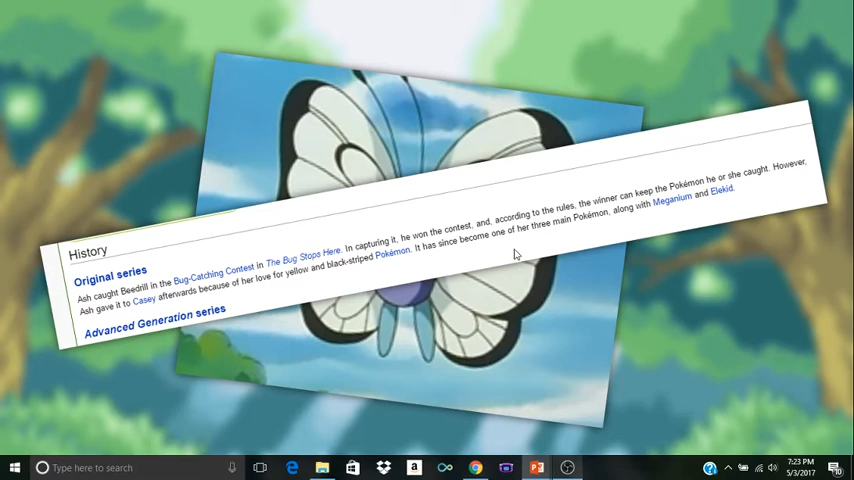 History
Original series
Ash caught Beedrill in the Bug-Catching Contest in The Bug Stops Here. In capturing it, he won the contest, and, according to the rules, the winner can keep the Pokémon he or she caught. However,
Ash gave it to Casey afterwards because of her love for yellow and black-striped Pokémon. It has since become one of her three main Pokémon, along with Meganium and Elekid.
Advanced Generation series
Type here to search
7:23 PM
5/3/2017
10